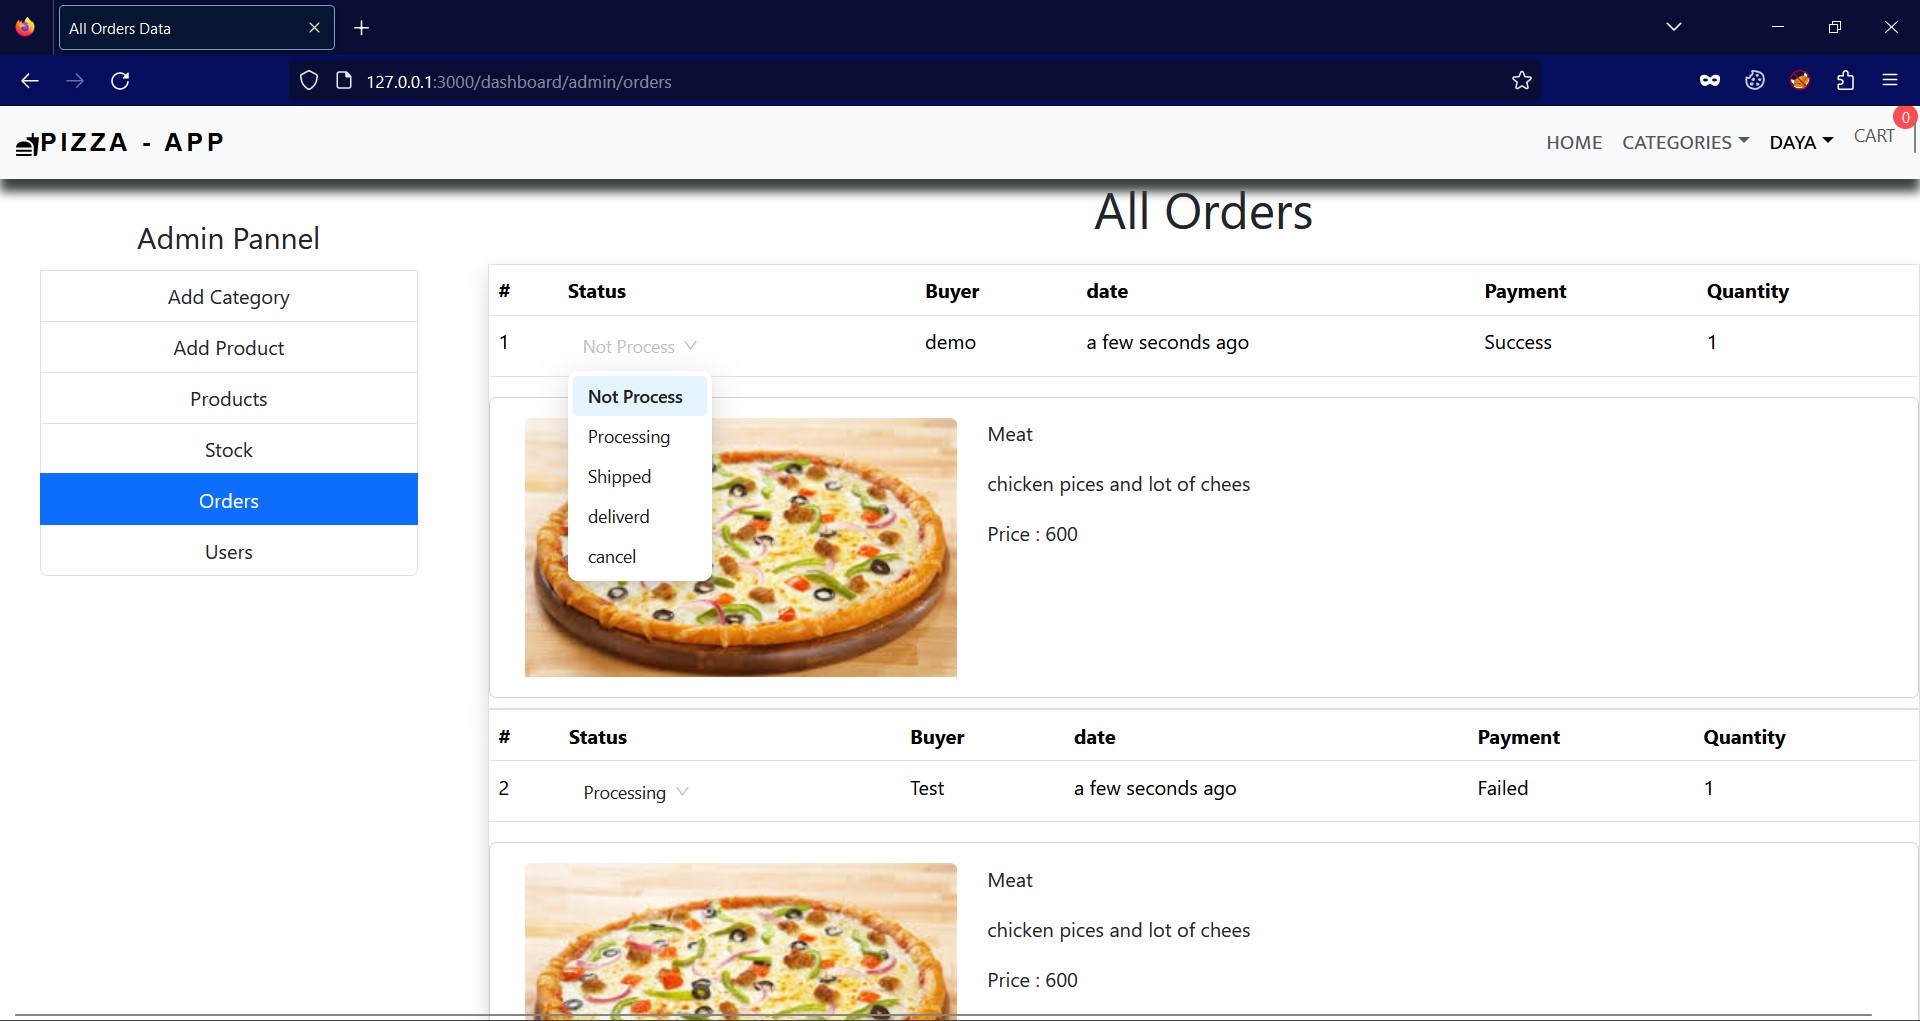 All Orders Data
127.0.0.1:3000/dashboard/admin/orders
PIZZA - APP
HOME CATEGORIES DAYA CART 0
All Orders
Admin Pannel
Add Category
Add Product
Products
Stock
Orders
Users
# Status Buyer date Payment Quantity
1 Not Process demo a few seconds ago Success 1
Not Process
Processing
Shipped
deliverd
cancel
Meat
chicken pices and lot of chees
Price : 600
# Status Buyer date Payment Quantity
2 Processing Test a few seconds ago Failed 1
Meat
chicken pices and lot of chees
Price : 600